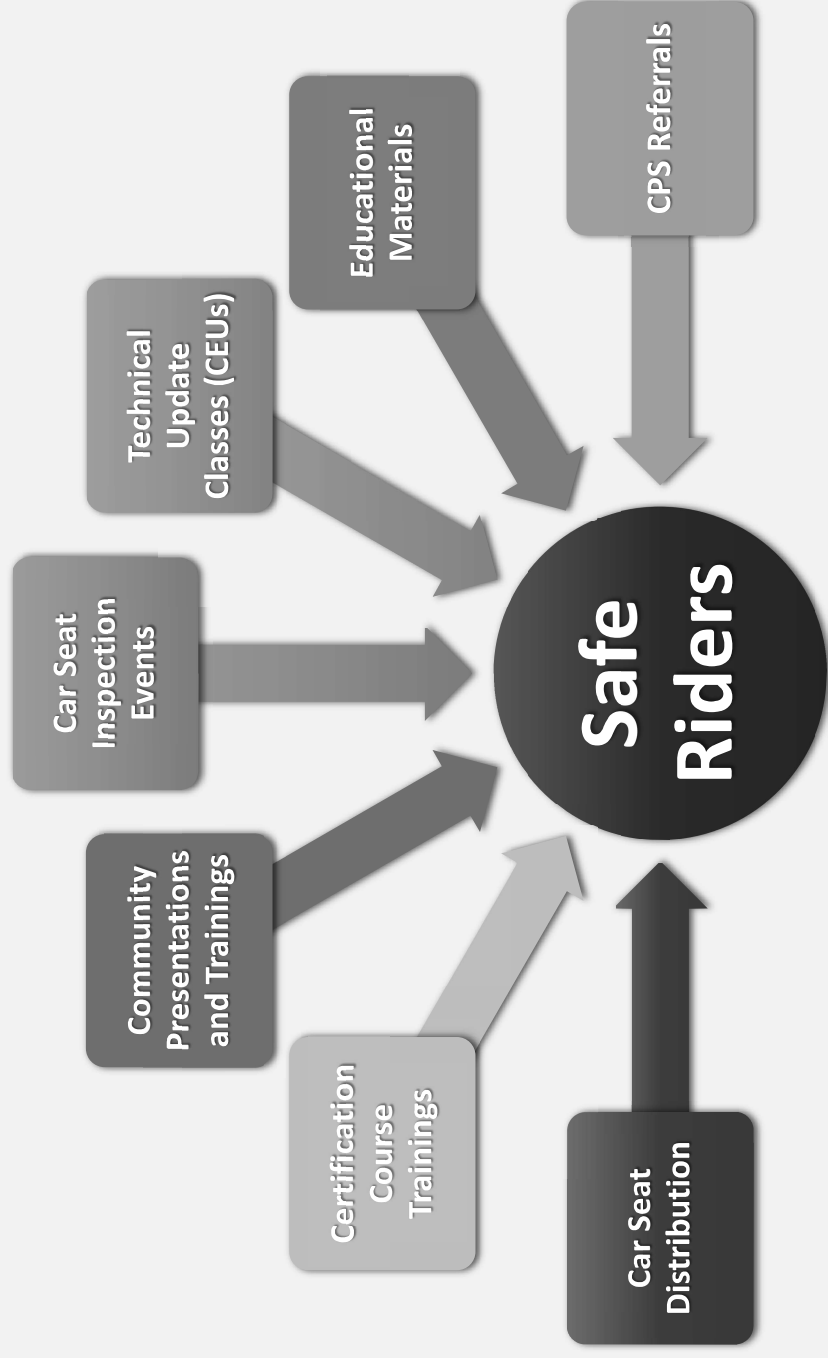 Car Seat
Distribution
Certification
Course
Trainings
Community
Presentations
and Trainings
Car Seat
Inspection
Events
Technical
Update
Classes (CEUs)
Educational
Materials
CPS Referrals
Safe
Riders